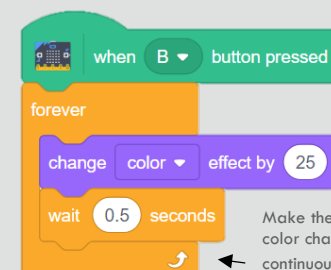 when B button pressed
forever
change color effect by 25
wait 0.5 seconds
Make the
color cha
continuou